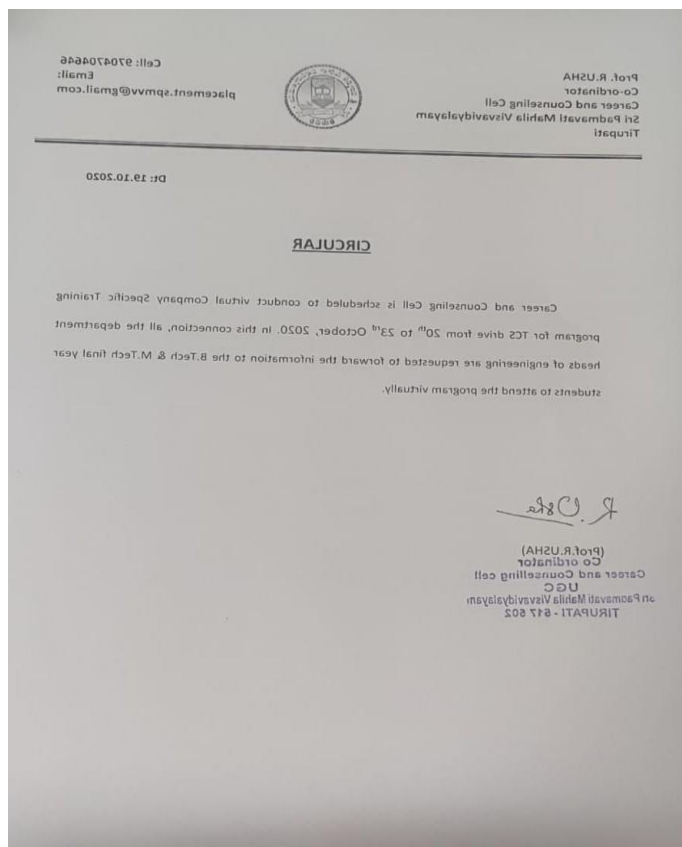 Prof. R.USHA
Co-ordinator
Career and Counseling Cell
Sri Padmavati Mahila Visvavidyalayam
Tirupati
Cell: 9704704646
Email:
placement.spmvv@gmail.com
Dt: 19.10.2020
CIRCULAR
Career and Counseling Cell is scheduled to conduct virtual Company Specific Training
program for TCS drive from 20th to 23rd October, 2020. In this connection, all the department
heads of engineering are requested to forward the information to the B.Tech & M.Tech final year
students to attend the program virtually.
R. Usha
(Prof.R.USHA)
Co ordinator
Career and Counselling cell
UGC
Padmavati Mahila Visvavidyalayam
TIRUPATI - 517 502